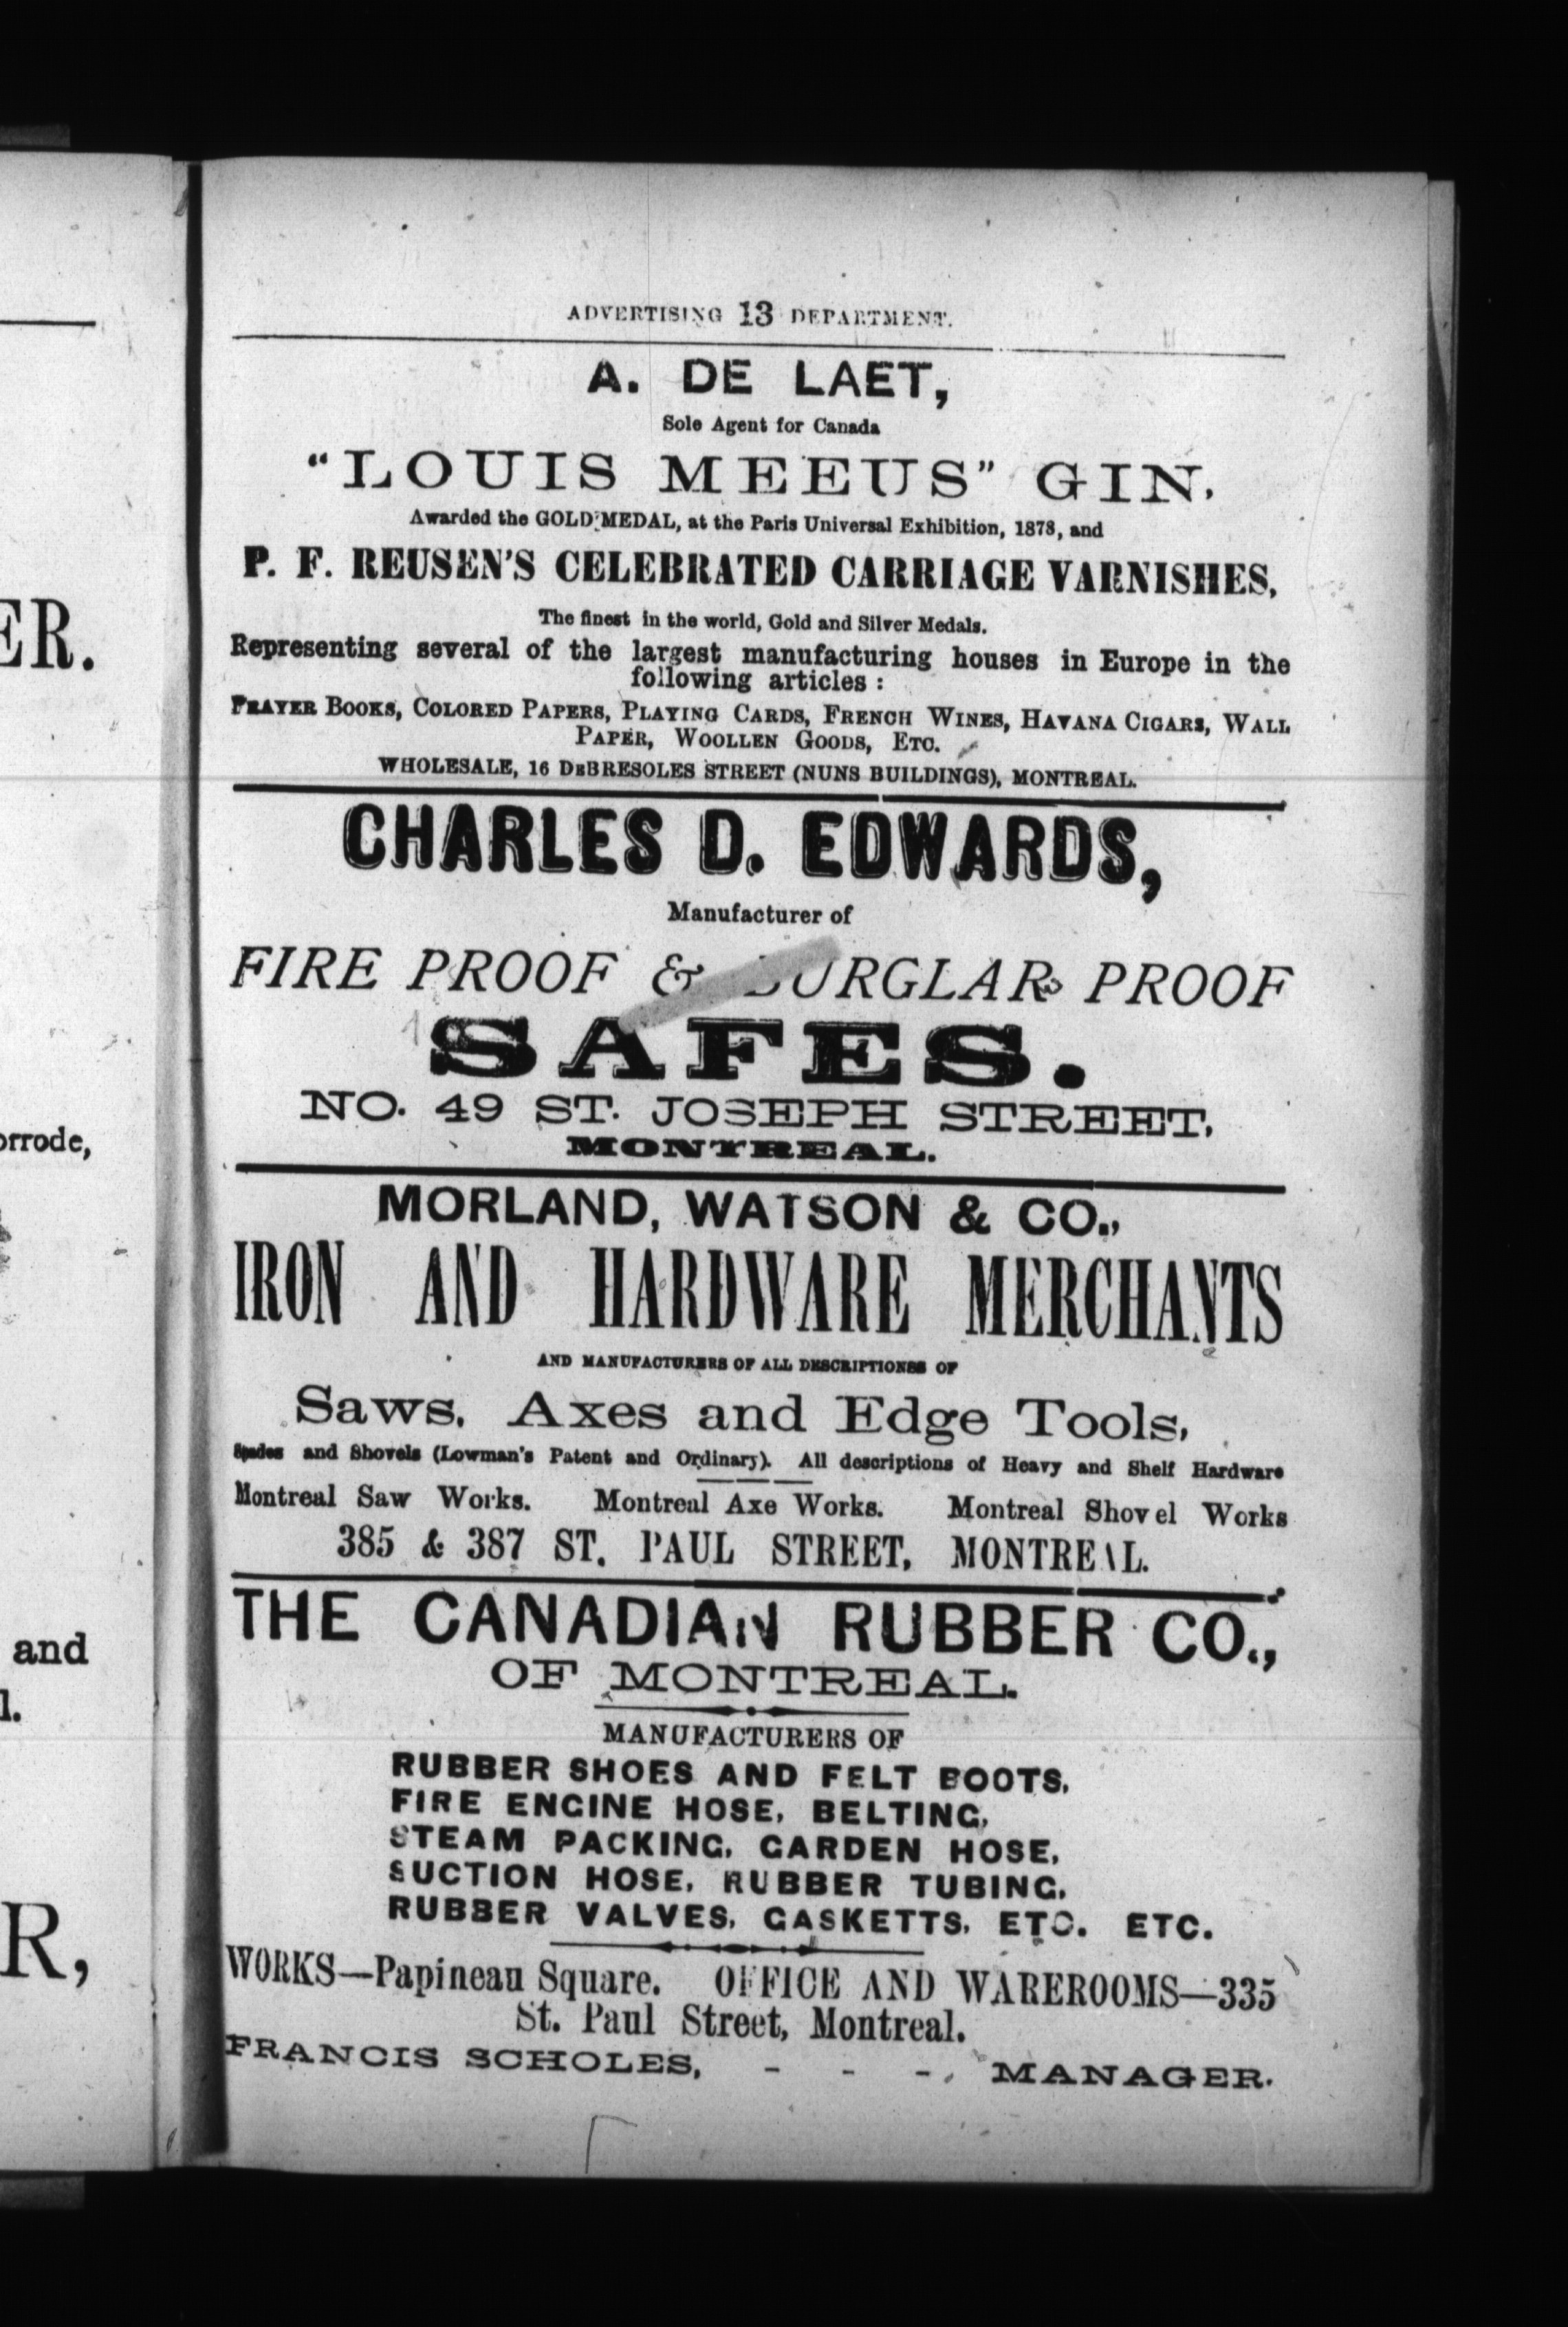 ADVERTISING 13 DEPARTMENT.
A. DE LAET,
Sole Agent for Canada
"LOUIS MEEUS" GIN.
Awarded the GOLD MEDAL, at the Paris Universal Exhibition, 1878, and
P. F. REUSEN'S CELEBRATED CARRIAGE VARNISHES,
The finest in the world, Gold and Silver Medals.
Representing several of the largest manufacturing houses in Europe in the
following articles:
PRAYER BOOKS, COLORED PAPERS, PLAYING CARDS, FRENCH WINES, HAVANA CIGARS, WALL
PAPER, WOOLLEN GOODS, ETC.
WHOLESALE, 16 DEBRESOLES STREET (NUNS BUILDINGS), MONTREAL.
CHARLES D. EDWARDS,
Manufacturer of
FIRE PROOF & BURGLAR PROOF
SAFES.
NO. 49 ST. JOSEPH STREET,
MONTREAL.
MORLAND, WATSON & CO.,
IRON AND HARDWARE MERCHANTS
AND MANUFACTURERS OF ALL DESCRIPTIONSS OF
Saws, Axes and Edge Tools,
Spades and Shovels (Lowman's Patent and Ordinary). All descriptions of Heavy and Shelf Hardware
Montreal Saw Works. Montreal Axe Works. Montreal Shovel Works
385 & 387 ST. PAUL STREET, MONTREAL.
THE CANADIAN RUBBER CO.,
OF MONTREAL.
MANUFACTURERS OF
RUBBER SHOES AND FELT BOOTS,
FIRE ENGINE HOSE, BELTING,
STEAM PACKING, GARDEN HOSE,
SUCTION HOSE, RUBBER TUBING,
RUBBER VALVES, GASKETTS, ETC. ETC.
WORKS—Papineau Square. OFFICE AND WAREROOMS—335
St. Paul Street, Montreal.
FRANCIS SCHOLES, - - - MANAGER.
ER.
orrode,
and
l.
R,